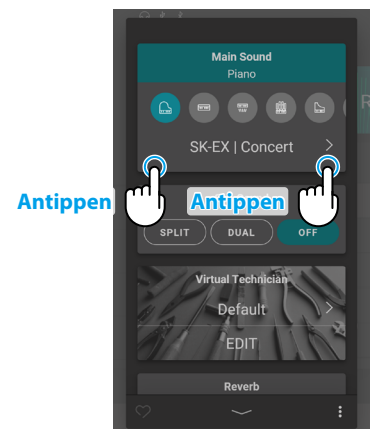 Main Sound
Piano
R
SK-EX | Concert
Antippen
Antippen
SPLIT DUAL OFF
Virtual Technician
Default
EDIT
Reverb